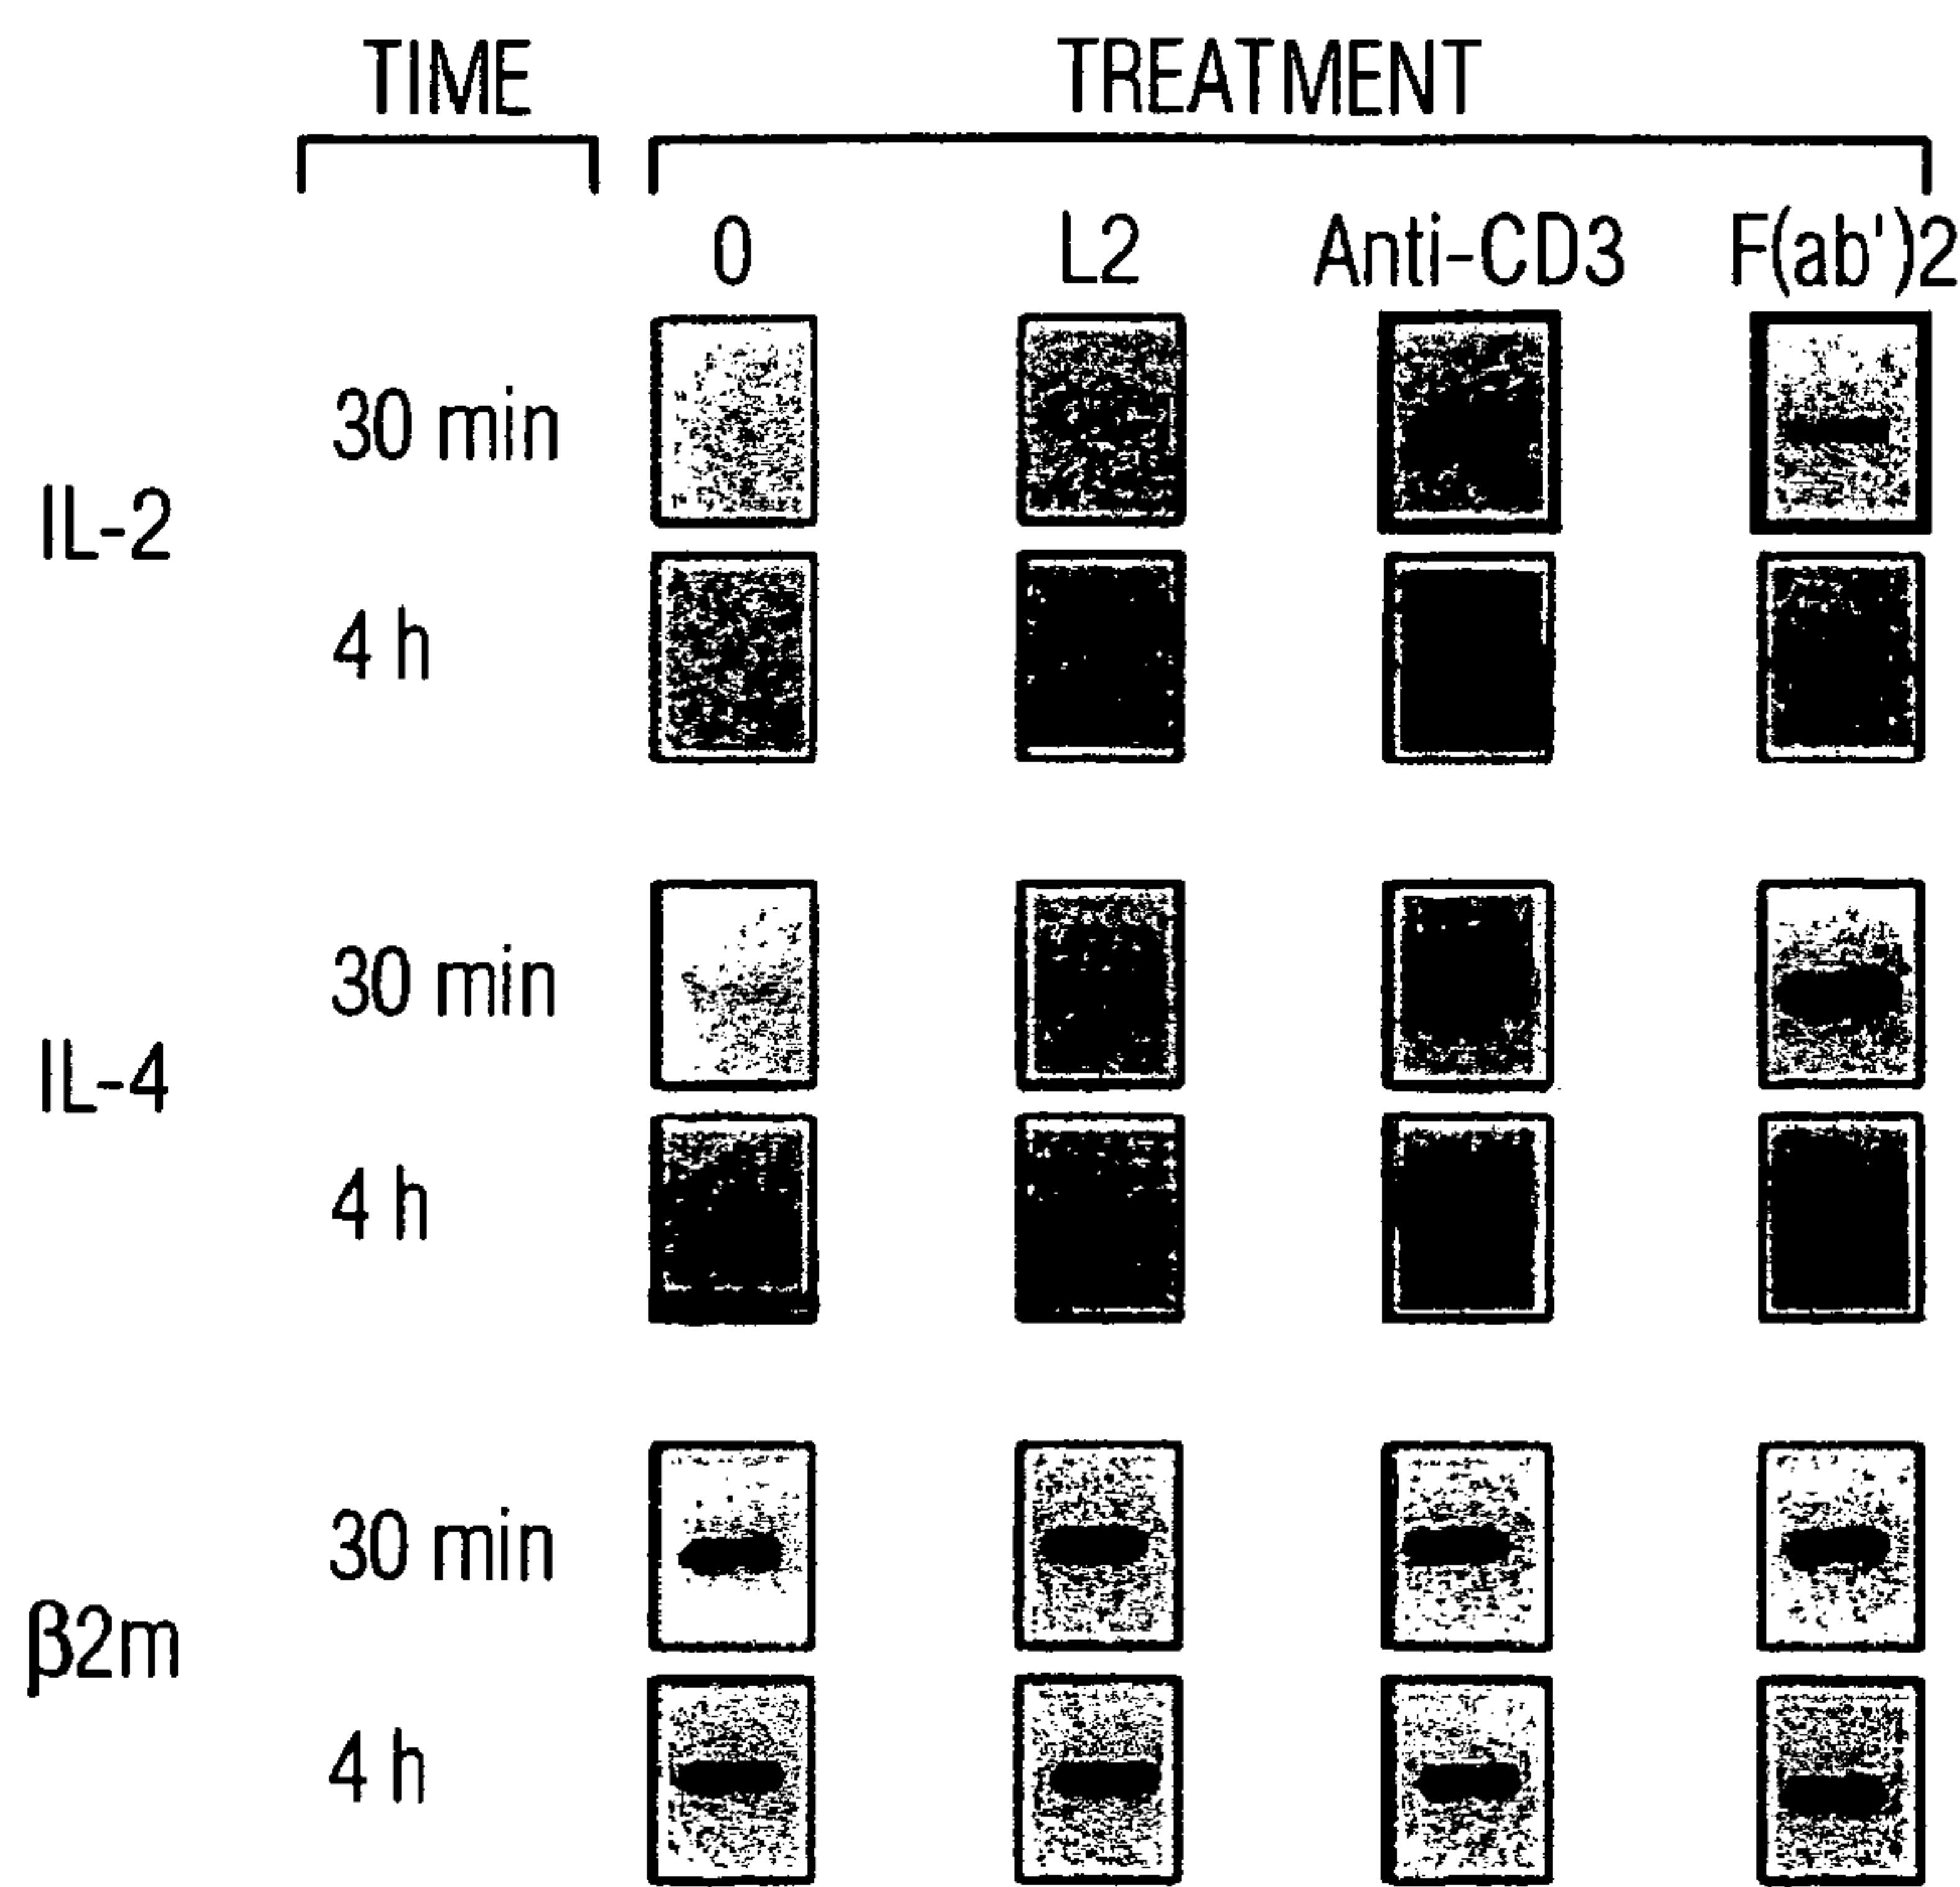 TIME TREATMENT
0 L2 Anti-CD3 F(ab')2
IL-2
30 min
4 h
IL-4
30 min
4 h
β2m
30 min
4 h